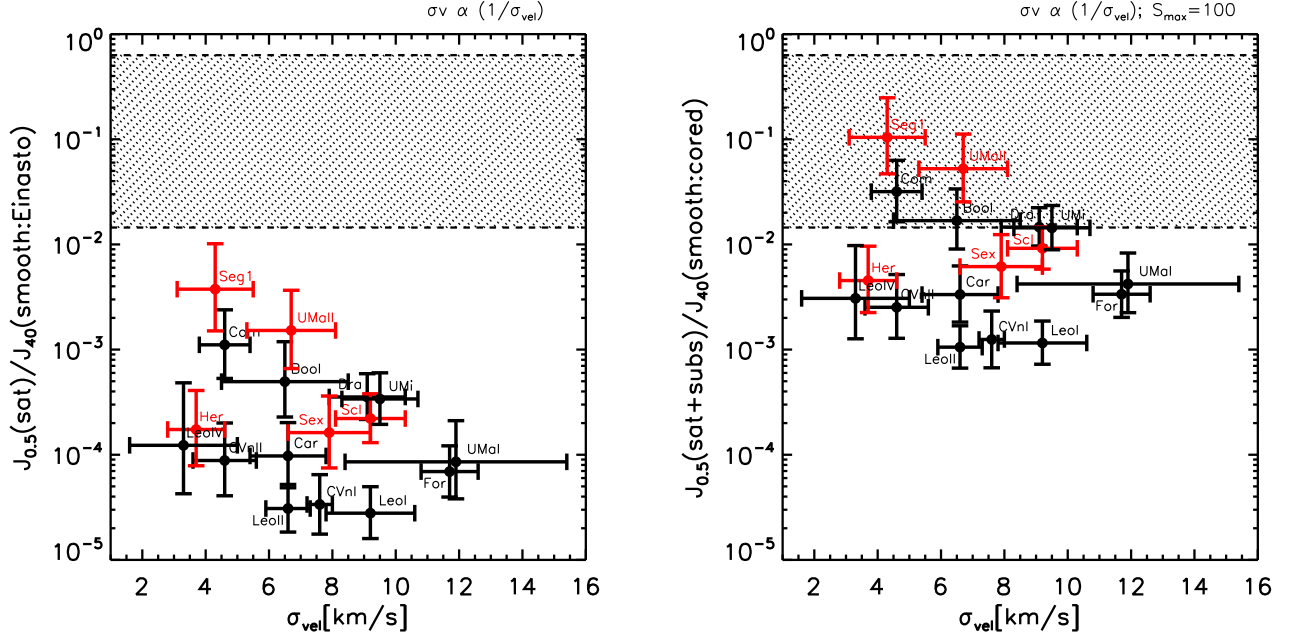 σv α (1/σvel)
10^0
10^-1
10^-2
10^-3
10^-4
10^-5
J0.5(sat)/J40(smooth:Einasto)
Seg1
UMaII
Com
BooI
Dra
UMi
Her
LeoIV
CVnII
Sex
Scl
Car
UMaI
For
LeoII
CVnI
LeoI
2 4 6 8 10 12 14 16
σvel[km/s]
σv α (1/σvel); Smax=100
10^0
10^-1
10^-2
10^-3
10^-4
10^-5
J0.5(sat+subs)/J40(smooth:cored)
Seg1
UMaII
Com
BooI
Dra
UMi
Scl
Sex
Her
LeoIV
CVnII
Car
UMaI
For
CVnI
LeoI
LeoII
2 4 6 8 10 12 14 16
σvel[km/s]